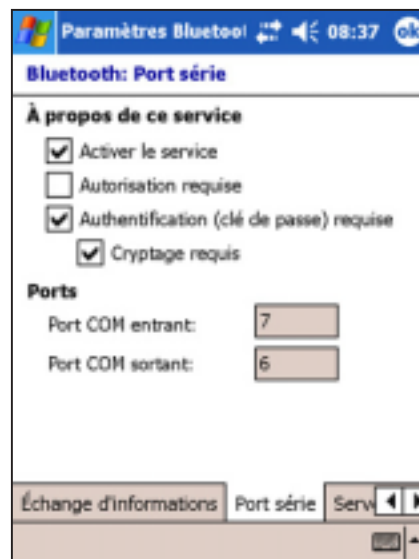 Paramètres Bluetool 08:37 ok
Bluetooth: Port série
À propos de ce service
Activer le service
Autorisation requise
Authentification (clé de passe) requise
Cryptage requis
Ports
Port COM entrant: 7
Port COM sortant: 6
Échange d'informations Port série Serv